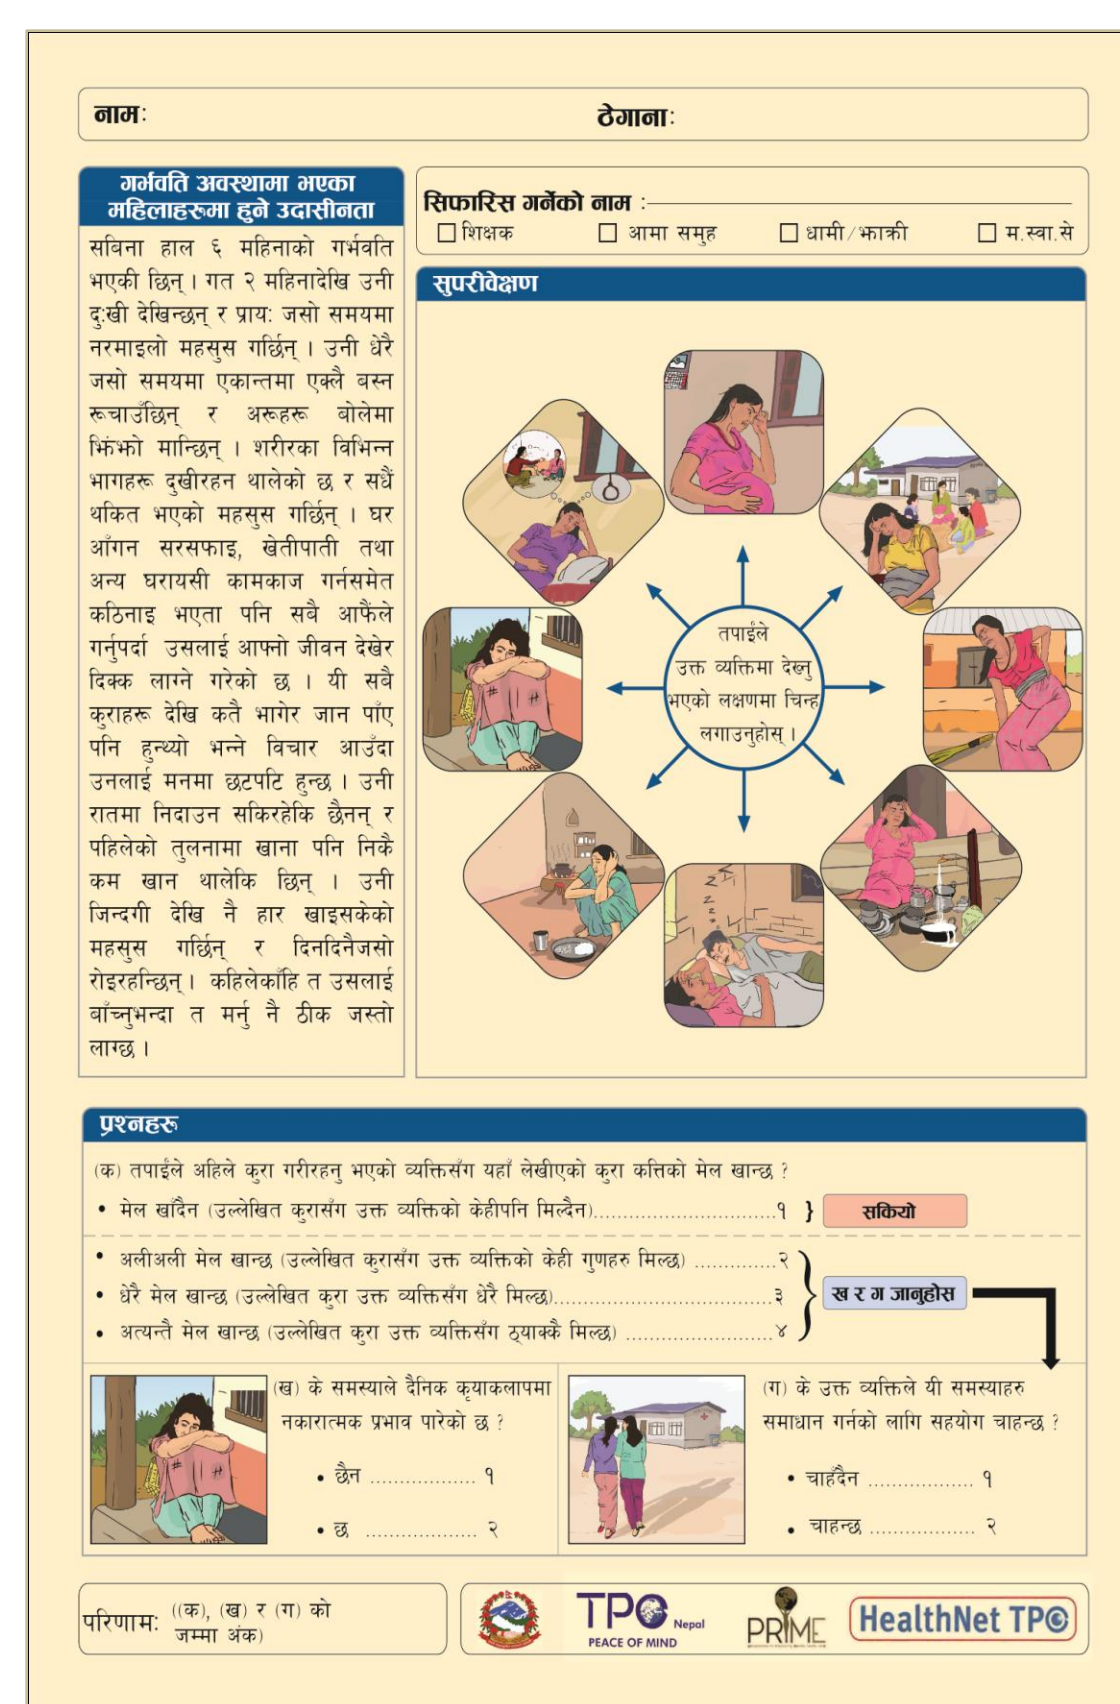 नाम:
ठेगाना:
गर्भवति अवस्थामा भएका
महिलाहरूमा हुने उदासीनता
सबिना हाल ६ महिनाको गर्भवति
भएकी छिन् । गत २ महिनादेखि उनी
दुःखी देखिन्छन् र प्रायः जसो समयमा
नरमाइलो महसुस गर्छिन् । उनी धेरै
जसो समयमा एकान्तमा एक्लै बस्न
रूचाउँछिन् र अरूहरू बोलेमा
झिंझो मान्छिन् । शरीरका विभिन्न
भागहरू दुखीरहन थालेको छ र सधैं
थकित भएको महसुस गर्छिन् । घर
आँगन सरसफाइ, खेतीपाती तथा
अन्य घरायसी कामकाज गर्नसमेत
कठिनाइ भएता पनि सबै आफैंले
गर्नुपर्दा उसलाई आफ्नो जीवन देखेर
दिक्क लाग्ने गरेको छ । यी सबै
कुराहरू देखि कतै भागेर जान पाँए
पनि हुन्थ्यो भन्ने विचार आउँदा
उनलाई मनमा छटपटि हुन्छ । उनी
रातमा निदाउन सकिरहेकि छैनन् र
पहिलेको तुलनामा खाना पनि निकै
कम खान थालेकि छिन् । उनी
जिन्दगी देखि नै हार खाइसकेको
महसुस गर्छिन् र दिनदिनैजसो
रोइरहन्छिन् । कहिलेकाँहि त उसलाई
बाँच्नुभन्दा त मर्नु नै ठीक जस्तो
लाग्छ ।
सिफारिस गर्नेको नाम :
शिक्षक
आमा समुह
धामी/झाक्री
म.स्वा.से
सुपरीवेक्षण
तपाईंले
उक्त व्यक्तिमा देख्नु
भएको लक्षणमा चिन्ह
लगाउनुहोस् ।
प्रश्नहरू
(क) तपाईंले अहिले कुरा गरीरहनु भएको व्यक्तिसँग यहाँ लेखीएको कुरा कत्तिको मेल खान्छ ?
• मेल खाँदैन (उल्लेखित कुरासँग उक्त व्यक्तिको केहीपनि मिल्दैन)...............................१ } सकियो
• अलीअली मेल खान्छ (उल्लेखित कुरासँग उक्त व्यक्तिको केही गुणहरु मिल्छ) ..............२
• धेरै मेल खान्छ (उल्लेखित कुरा उक्त व्यक्तिसँग धेरै मिल्छ).....................................३
ख र ग जानुहोस
• अत्यन्तै मेल खान्छ (उल्लेखित कुरा उक्त व्यक्तिसँग ठ्याक्कै मिल्छ) .........................४
(ख) के समस्याले दैनिक कृयाकलापमा
नकारात्मक प्रभाव पारेको छ ?
• छैन .................. १
• छ ................... २
(ग) के उक्त व्यक्तिले यी समस्याहरु
समाधान गर्नको लागि सहयोग चाहन्छ ?
• चाहँदैन .................. १
• चाहन्छ .................. २
परिणाम: ((क), (ख) र (ग) को
जम्मा अंक)
TPO Nepal
PEACE OF MIND
PRIME
HealthNet TPO